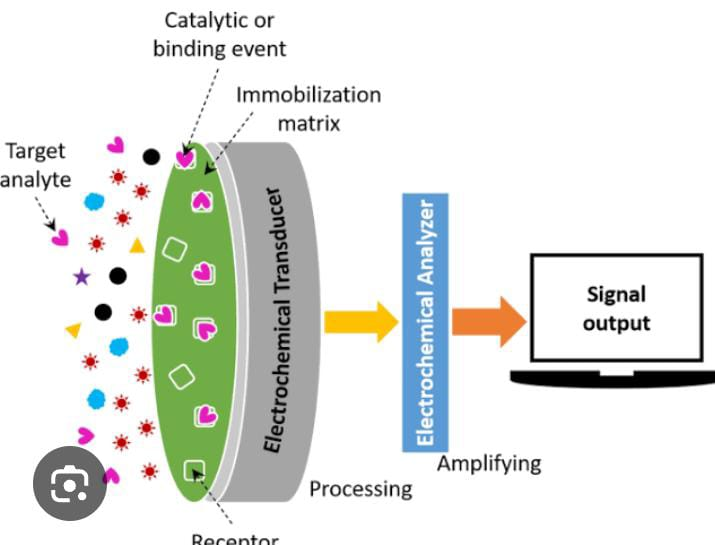 Catalytic or
binding event
Immobilization
matrix
Target
analyte
Electrochemical Transducer
Electrochemical Analyzer
Signal
output
Amplifying
Processing
Receptor